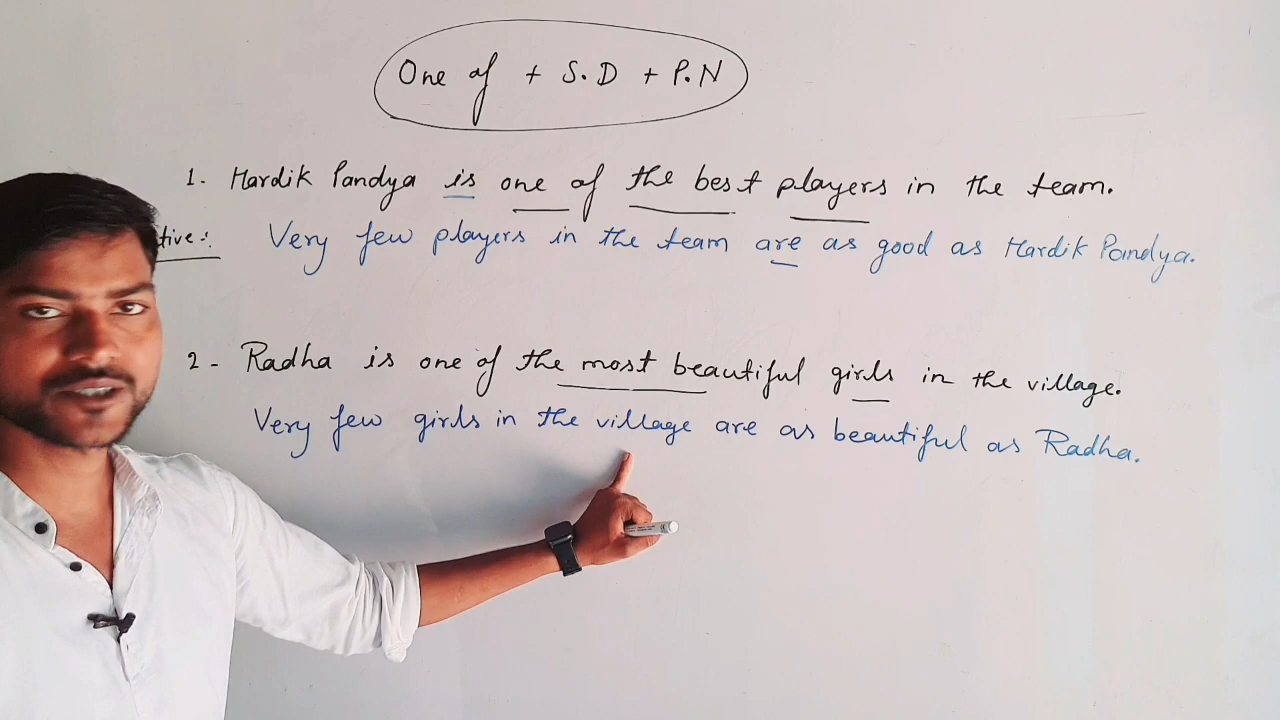 One of + S.D + P.N
1. Hardik Pandya is one of the best players in the team.
tive:. Very few players in the team are as good as Hardik Pandya.
2- Radha is one of the most beautiful girls in the village.
Very few girls in the village are as beautiful as Radha.